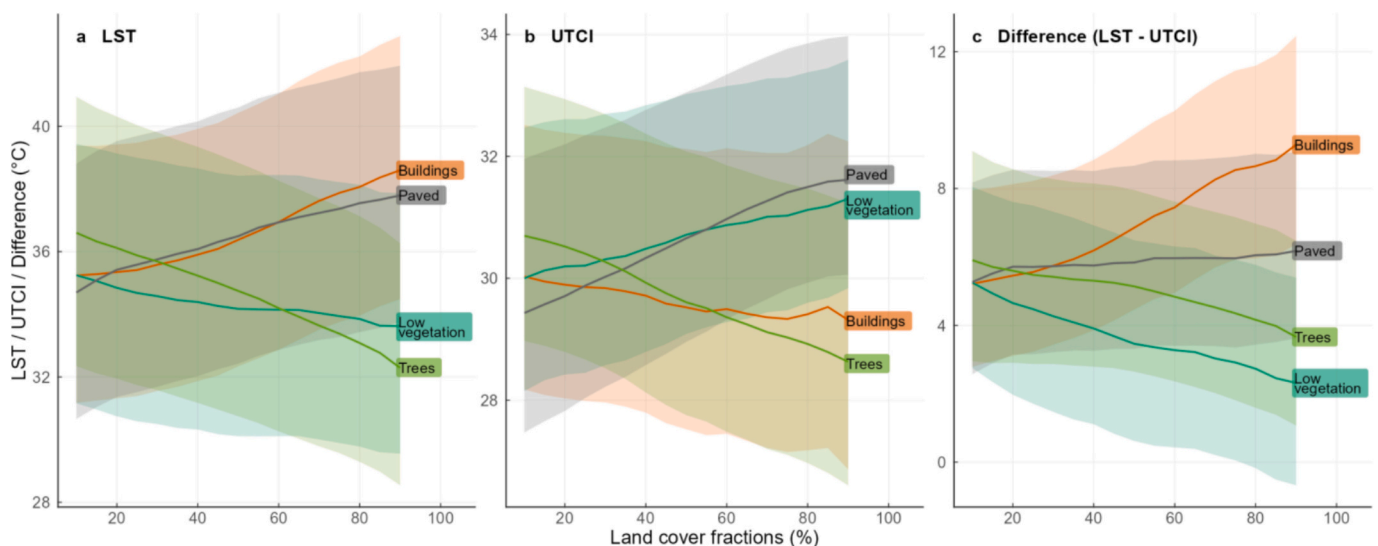 a LST
b UTCI
c Difference (LST - UTCI)
LST / UTCI / Difference (°C)
40
36
32
28
Buildings
Paved
Low
vegetation
Trees
20
40
60
80
100
34
32
30
28
Paved
Low
vegetation
Buildings
Trees
20
40
60
80
100
12
8
4
0
Buildings
Paved
Trees
Low
vegetation
20
40
60
80
100
Land cover fractions (%)